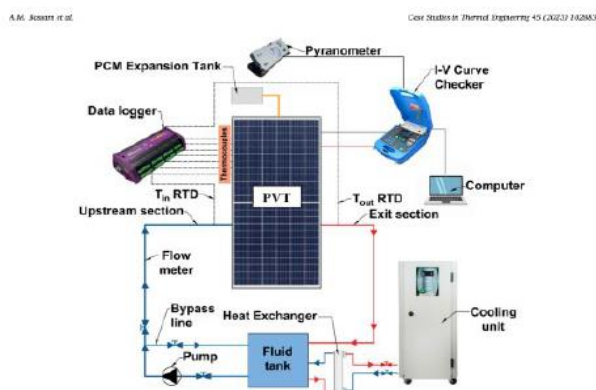 A.M. Bassam et al.
Case Studies in Thermal Engineering 45 (2023) 102883
Pyranometer
PCM Expansion Tank
I-V Curve
Checker
Data logger
Thermocouples
Tin RTD
PVT
Tout RTD
Computer
Upstream section
Exit section
Flow
meter
Bypass
line
Heat Exchanger
Cooling
unit
Pump
Fluid
tank